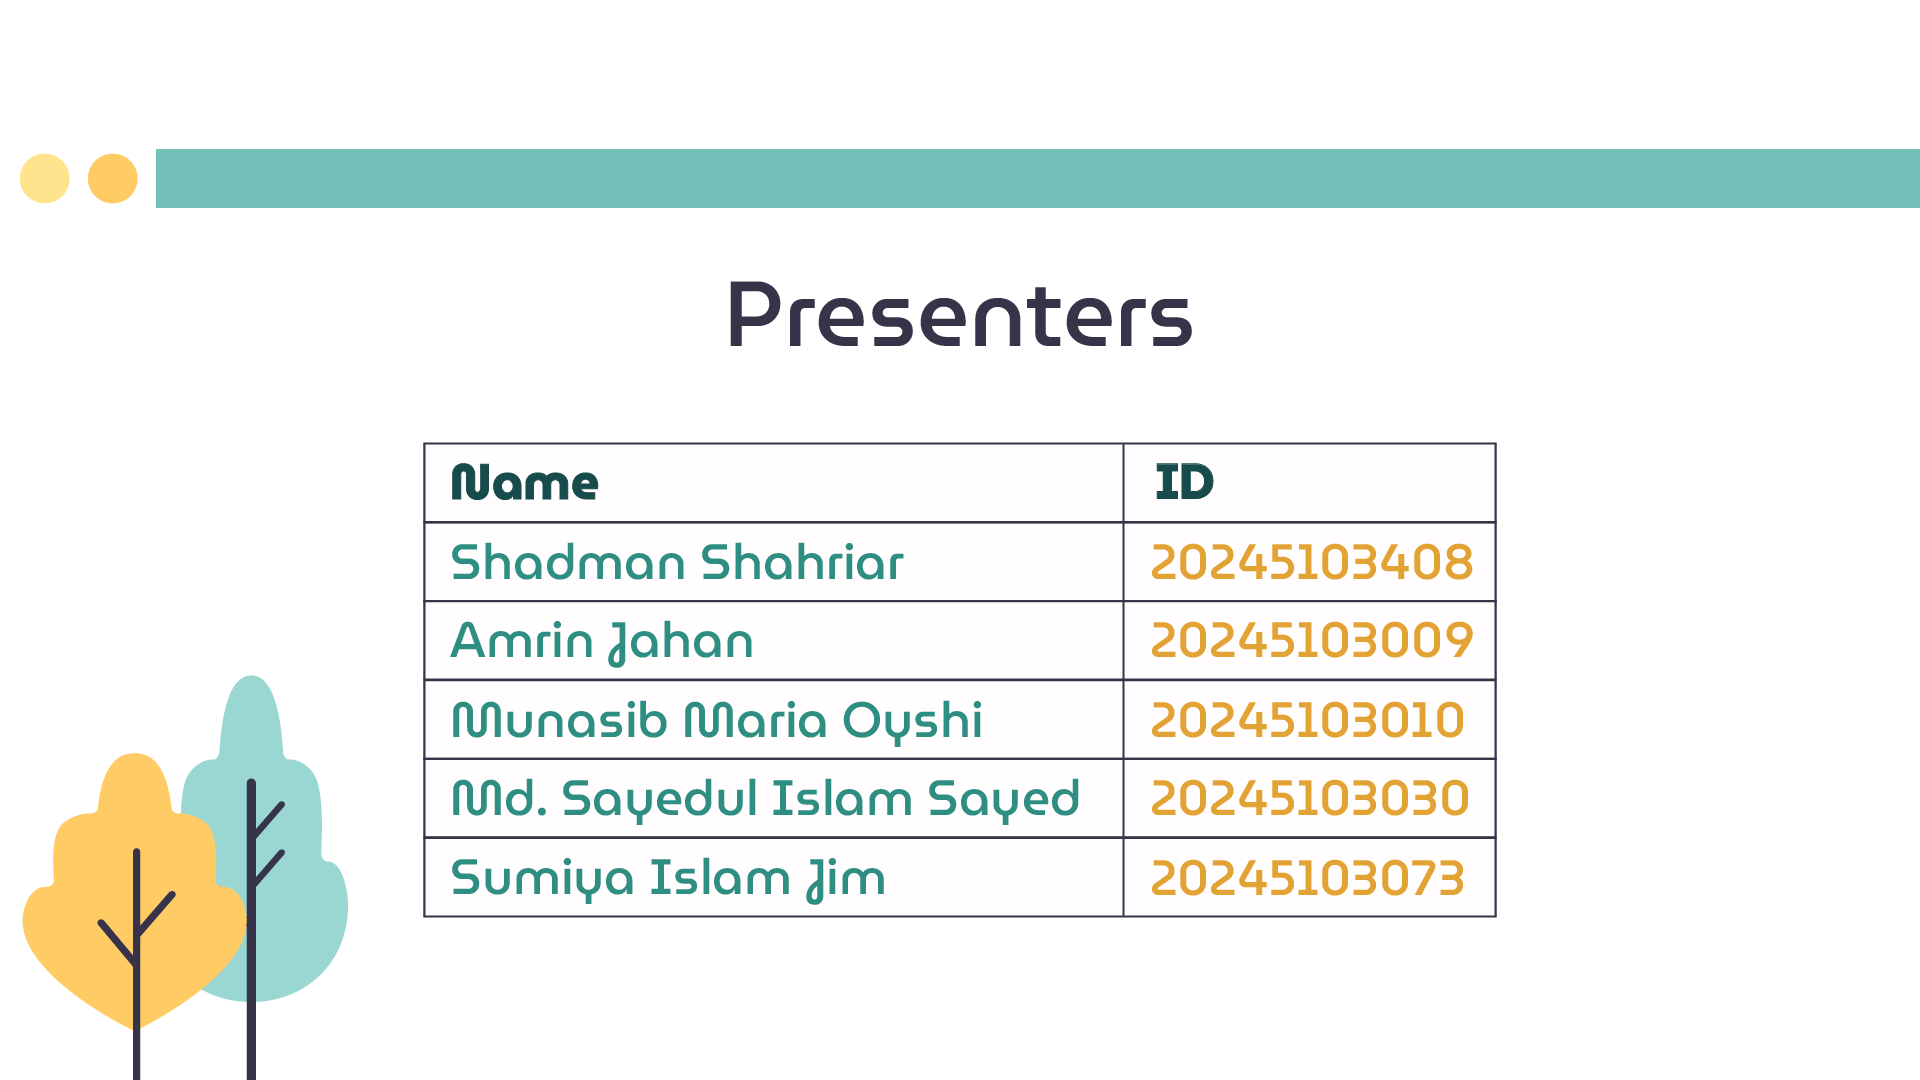 Presenters
Name ID
Shadman Shahriar 20245103408
Amrin Jahan 20245103009
Munasib Maria Oyshi 20245103010
Md. Sayedul Islam Sayed 20245103030
Sumiya Islam Jim 20245103073